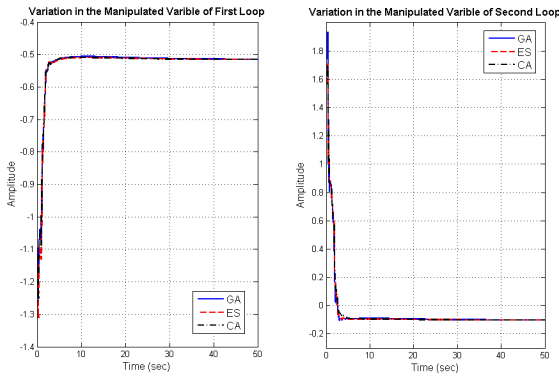 Variation in the Manipulated Varible of First Loop
-0.4
-0.5
-0.6
-0.7
-0.8
-0.9
-1
-1.1
-1.2
-1.3
-1.4
Amplitude
0
10
20
30
40
50
Time (sec)
GA
ES
CA
Variation in the Manipulated Varible of Second Loop
1.8
1.6
1.4
1.2
1
0.8
0.6
0.4
0.2
0
-0.2
Amplitude
0
10
20
30
40
50
Time (sec)
GA
ES
CA